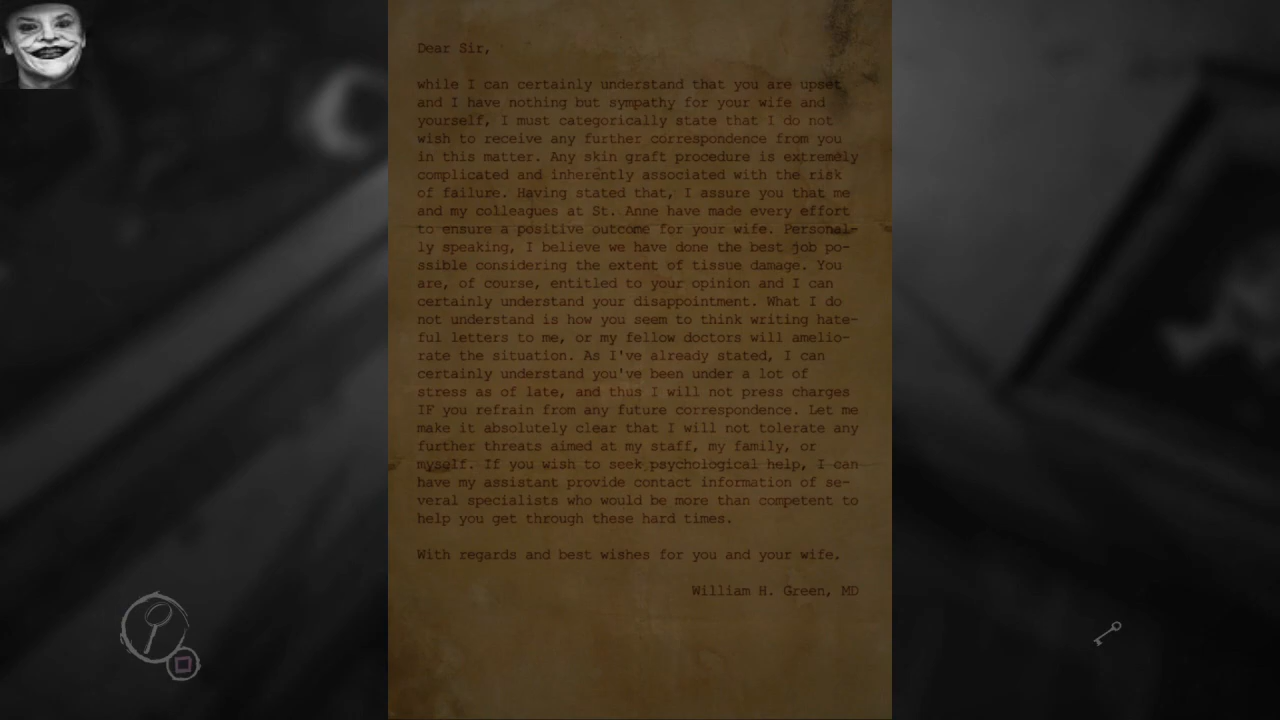 Dear Sir,
while I can certainly understand that you are upset
and I have nothing but sympathy for your wife and
yourself, I must categorically state that I do not
wish to receive any further correspondence from you
in this matter. Any skin graft procedure is extremely
complicated and inherently associated with the risk
of failure. Having stated that, I assure you that me
and my colleagues at St. Anne have made every effort
to ensure a positive outcome for your wife. Personal-
ly speaking, I believe we have done the best job po-
ssible considering the extent of tissue damage. You
are, of course, entitled to your opinion and I can
certainly understand your disappointment. What I do
not understand is how you seem to think writing hate-
ful letters to me, or my fellow doctors will amelio-
rate the situation. As I've already stated, I can
certainly understand you've been under a lot of
stress as of late, and thus I will not press charges
IF you refrain from any future correspondence. Let me
make it absolutely clear that I will not tolerate any
further threats aimed at my staff, my family, or
myself. If you wish to seek psychological help, I can
have my assistant provide contact information of se-
veral specialists who would be more than competent to
help you get through these hard times.
With regards and best wishes for you and your wife.
William H. Green, MD